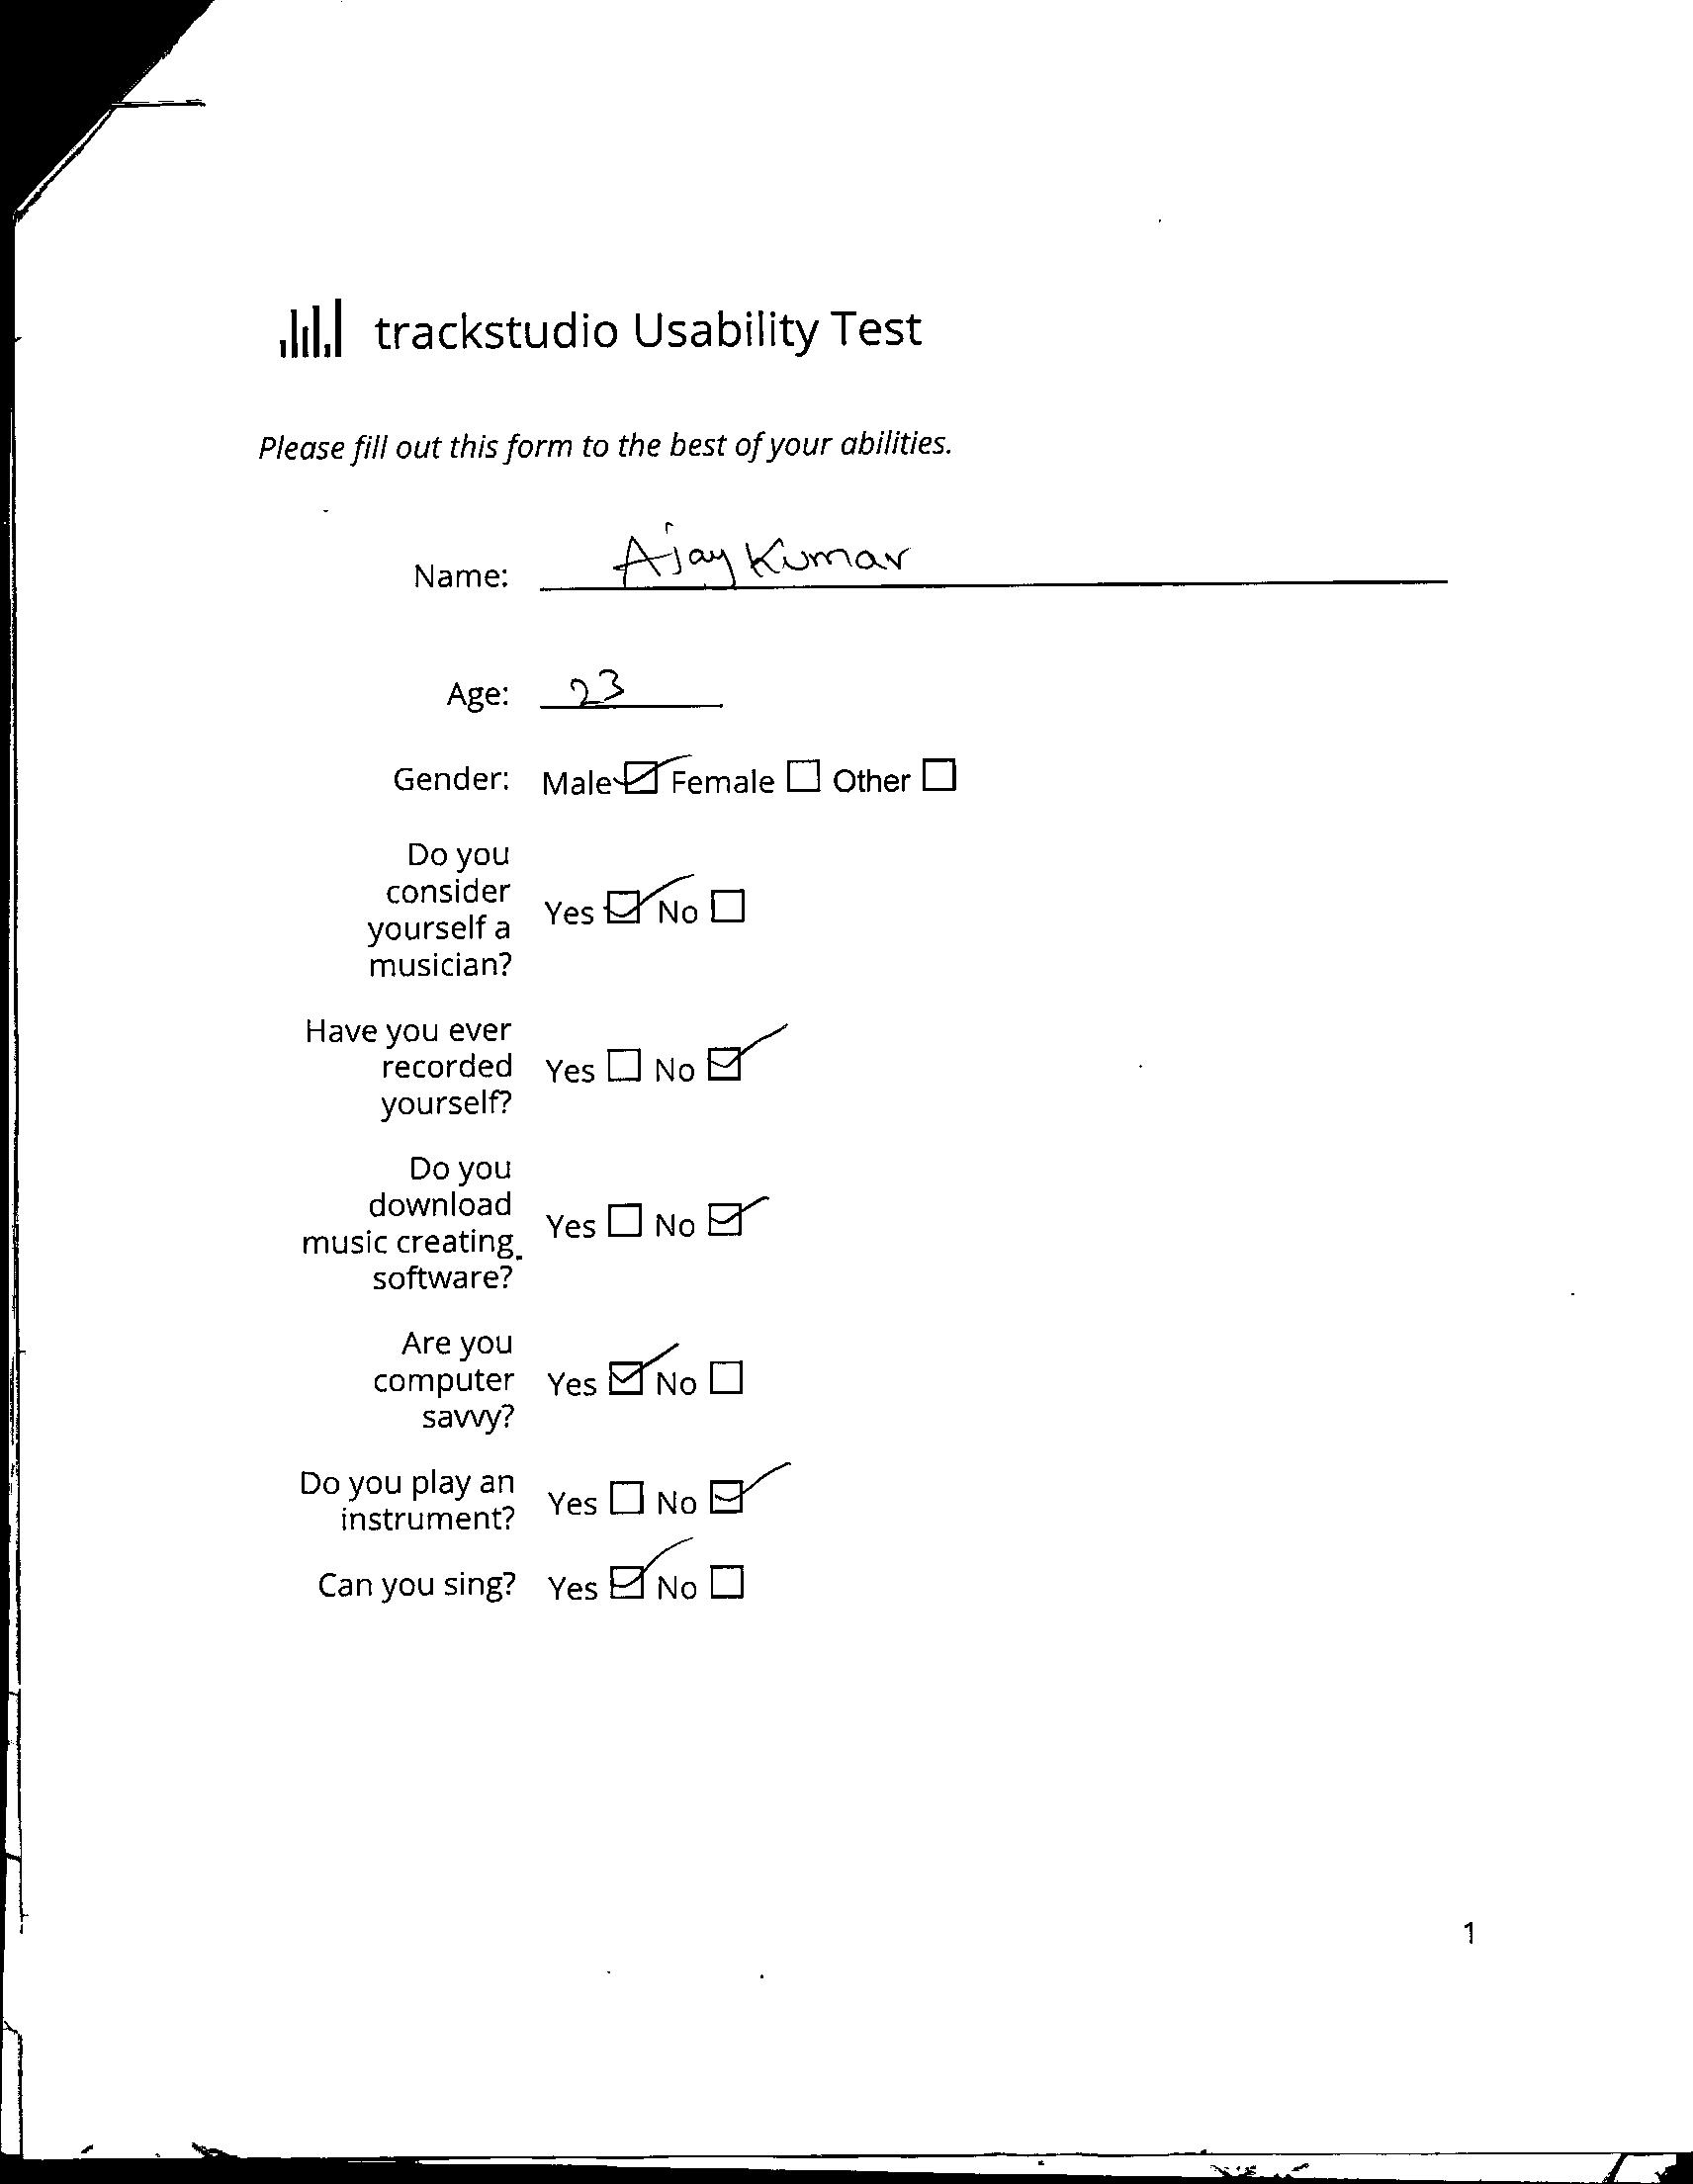 trackstudio Usability Test
Please fill out this form to the best of your abilities.
Name: Ajay Kumar
Age: 23
Gender: Male ☑ Female ☐ Other ☐
Do you
consider
yourself a
musician?
Yes ☑ No ☐
Have you ever
recorded
yourself?
Yes ☐ No ☑
Do you
download
music creating
software?
Yes ☐ No ☑
Are you
computer
savvy?
Yes ☑ No ☐
Do you play an
instrument?
Yes ☐ No ☑
Can you sing? Yes ☑ No ☐
1